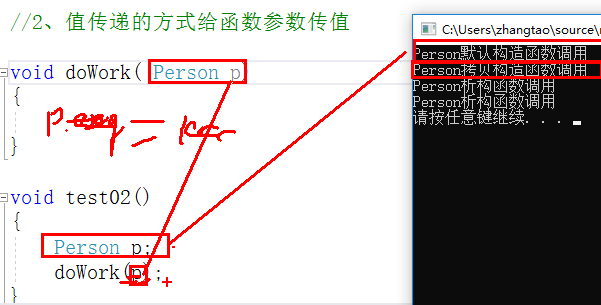 //2、值传递的方式给函数参数传值
void doWork( Person p
{
}
void test02()
{
Person p;
doWork(p);
}
C:\Users\zhangtao\source\
Person默认构造函数调用
Person拷贝构造函数调用
Person析构函数调用
Person析构函数调用
请按任意键继续. . .